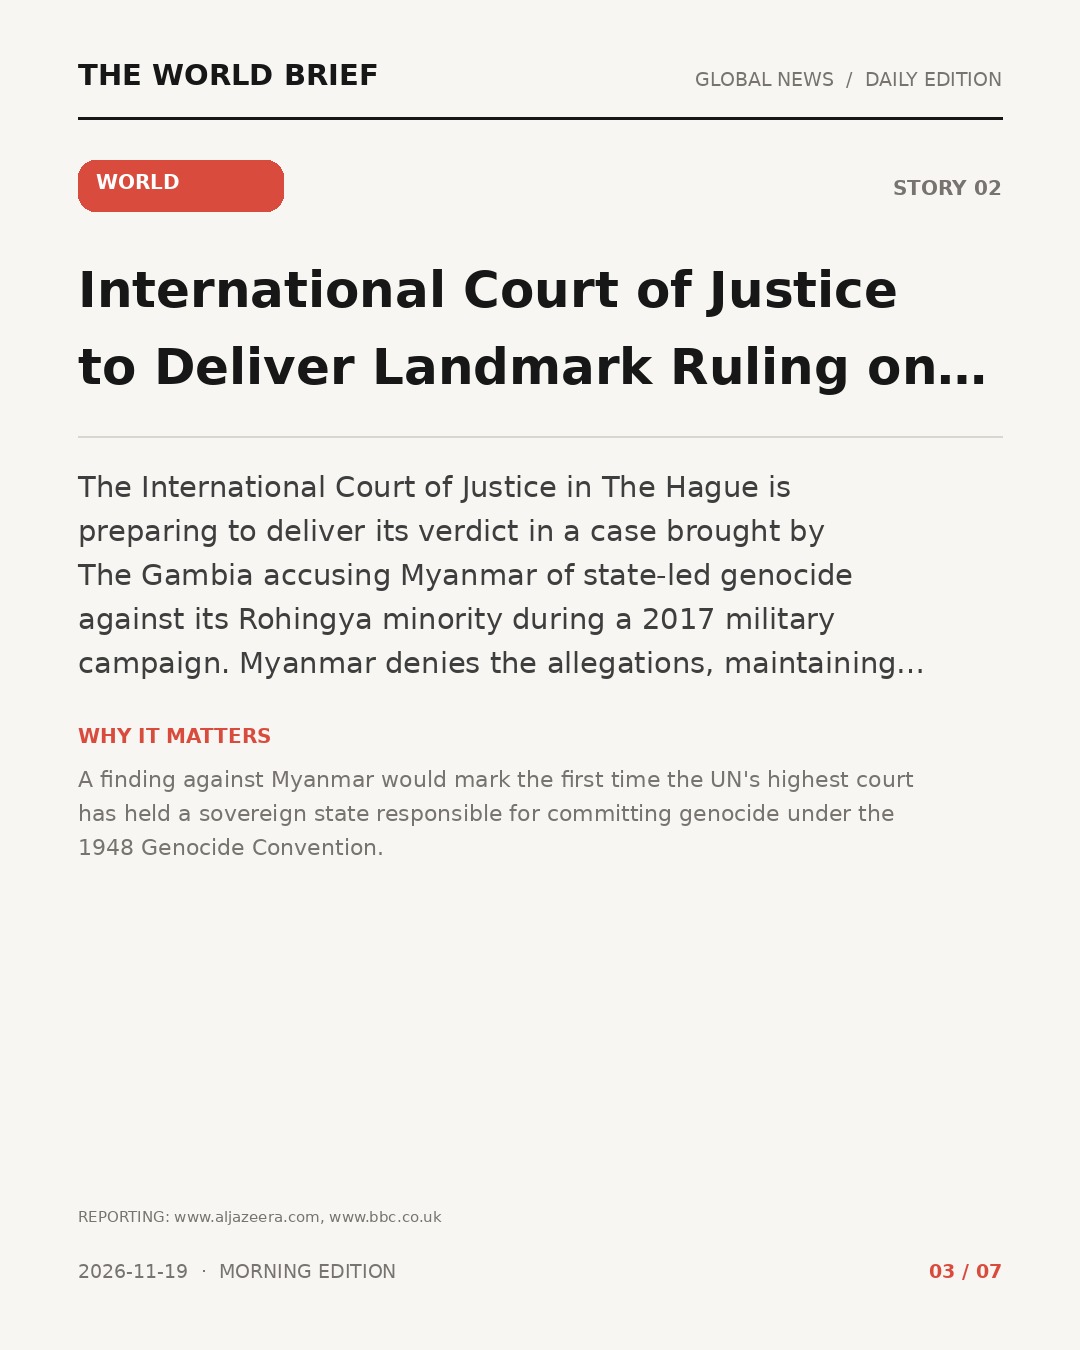 THE WORLD BRIEF
GLOBAL NEWS / DAILY EDITION
WORLD
STORY 02
International Court of Justice
to Deliver Landmark Ruling on...
The International Court of Justice in The Hague is
preparing to deliver its verdict in a case brought by
The Gambia accusing Myanmar of state-led genocide
against its Rohingya minority during a 2017 military
campaign. Myanmar denies the allegations, maintaining...
WHY IT MATTERS
A finding against Myanmar would mark the first time the UN's highest court
has held a sovereign state responsible for committing genocide under the
1948 Genocide Convention.
REPORTING: www.aljazeera.com, www.bbc.co.uk
2026-11-19 · MORNING EDITION
03 / 07